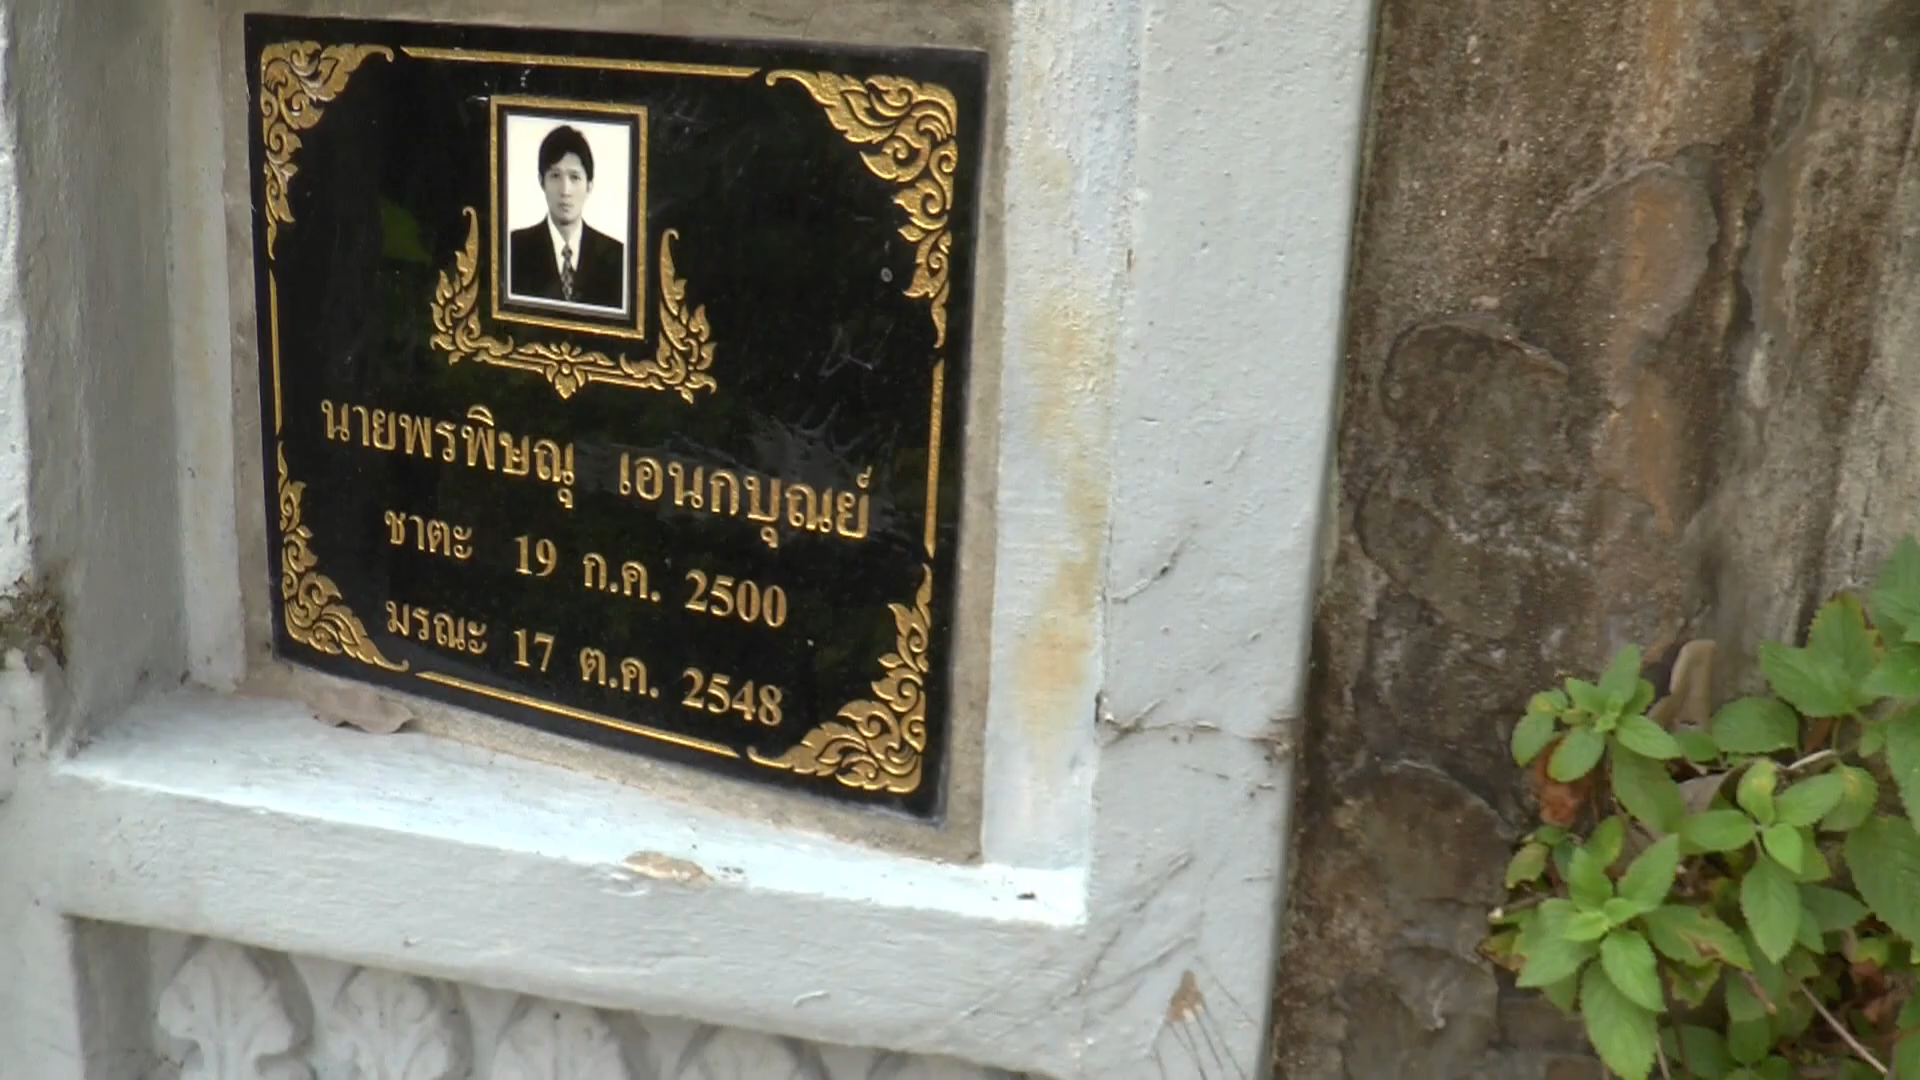 นายพรพิษณุ เอนกบุณย์
ชาตะ 19 ก.ค. 2500
มรณะ 17 ต.ค. 2548